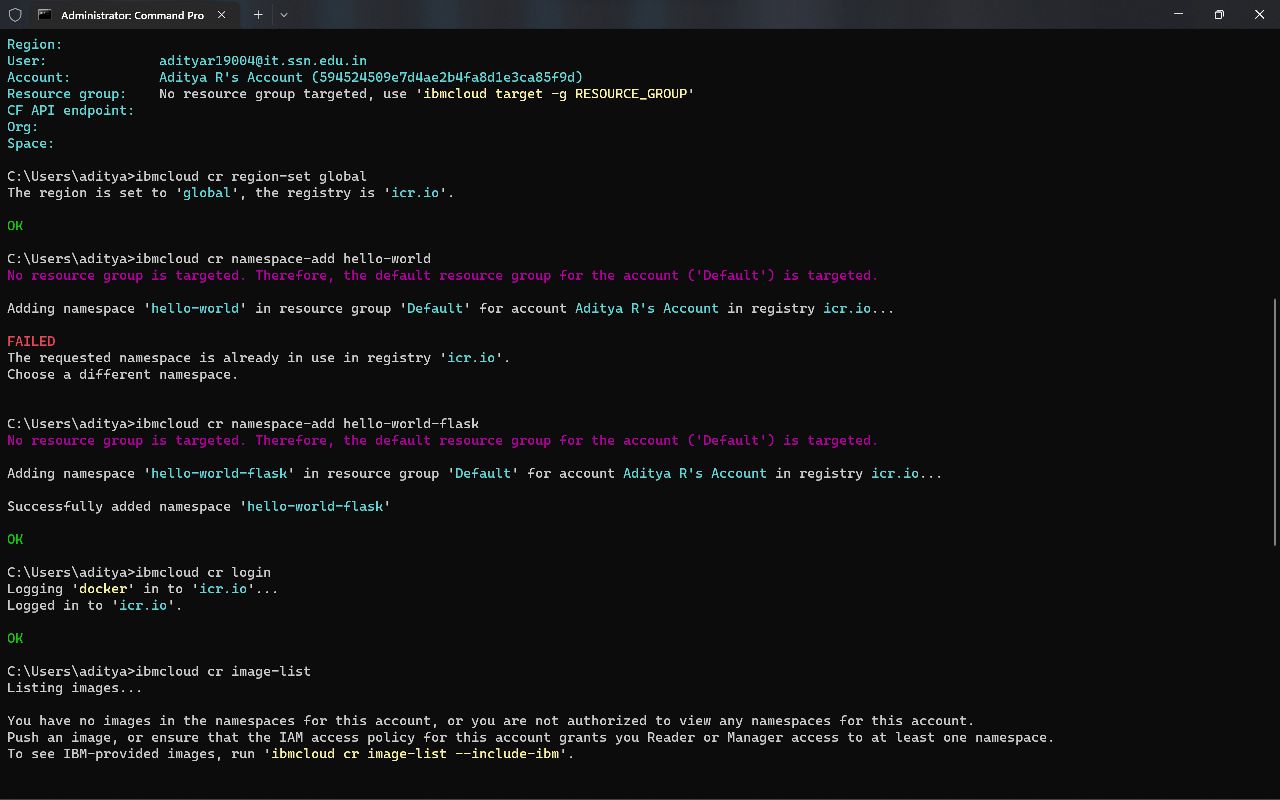 Administrator: Command Pro
Region:
User: adityar19004@it.ssn.edu.in
Account: Aditya R's Account (594524509e7d4ae2b4fa8d1e3ca85f9d)
Resource group: No resource group targeted, use 'ibmcloud target -g RESOURCE_GROUP'
CF API endpoint:
Org:
Space:
C:\Users\aditya>ibmcloud cr region-set global
The region is set to 'global', the registry is 'icr.io'.
OK
C:\Users\aditya>ibmcloud cr namespace-add hello-world
No resource group is targeted. Therefore, the default resource group for the account ('Default') is targeted.
Adding namespace 'hello-world' in resource group 'Default' for account Aditya R's Account in registry icr.io...
FAILED
The requested namespace is already in use in registry 'icr.io'.
Choose a different namespace.
C:\Users\aditya>ibmcloud cr namespace-add hello-world-flask
No resource group is targeted. Therefore, the default resource group for the account ('Default') is targeted.
Adding namespace 'hello-world-flask' in resource group 'Default' for account Aditya R's Account in registry icr.io...
Successfully added namespace 'hello-world-flask'
OK
C:\Users\aditya>ibmcloud cr login
Logging 'docker' in to 'icr.io'...
Logged in to 'icr.io'.
OK
C:\Users\aditya>ibmcloud cr image-list
Listing images...
You have no images in the namespaces for this account, or you are not authorized to view any namespaces for this account.
Push an image, or ensure that the IAM access policy for this account grants you Reader or Manager access to at least one namespace.
To see IBM-provided images, run 'ibmcloud cr image-list --include-ibm'.